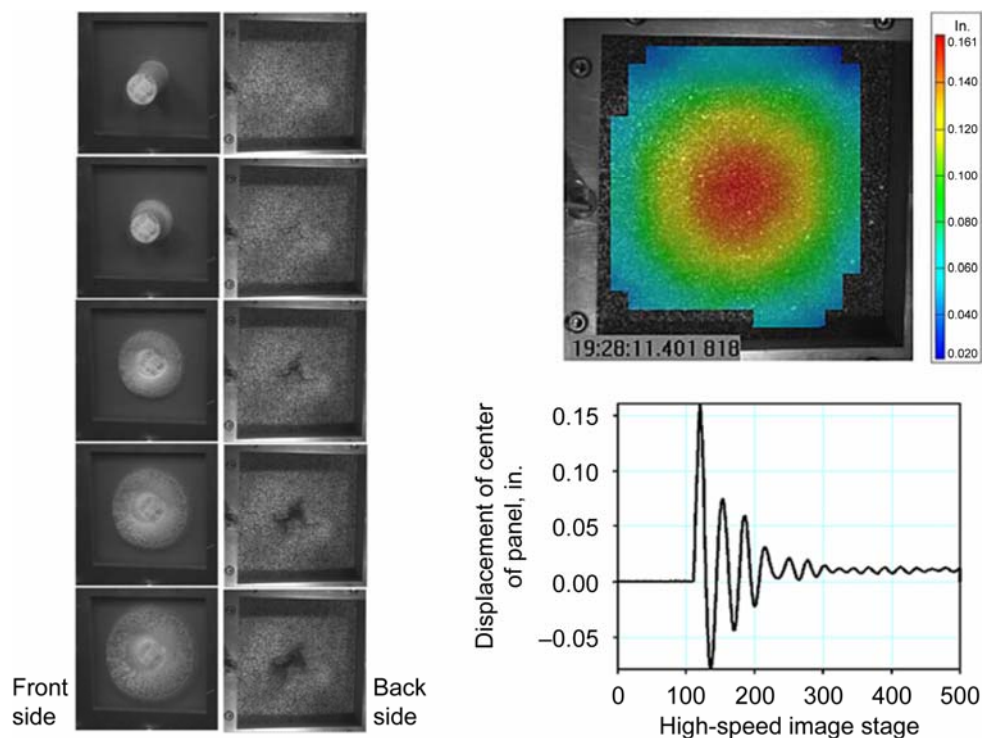 Front
side
Back
side
In.
0.161
0.140
0.120
0.100
0.080
0.060
0.040
0.020
19:28:11.401 818
Displacement of center
of panel, in.
0.15
0.10
0.05
0.00
–0.05
0
100
200
300
400
500
High-speed image stage